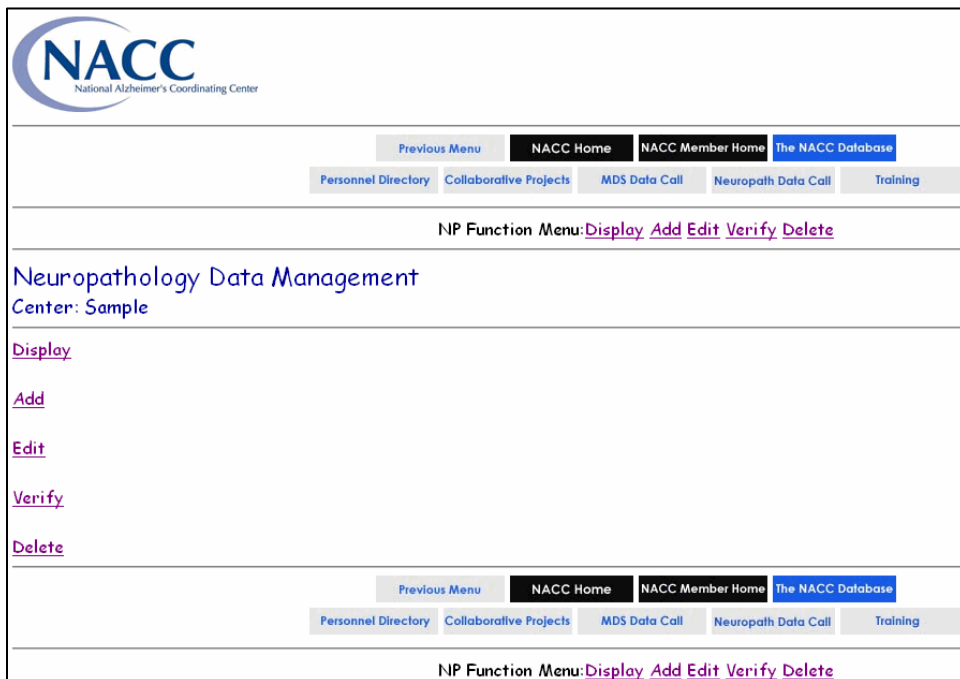 NACC
National Alzheimer's Coordinating Center
Previous Menu NACC Home NACC Member Home The NACC Database
Personnel Directory Collaborative Projects MDS Data Call Neuropath Data Call Training
NP Function Menu:Display Add Edit Verify Delete
Neuropathology Data Management
Center: Sample
Display
Add
Edit
Verify
Delete
Previous Menu NACC Home NACC Member Home The NACC Database
Personnel Directory Collaborative Projects MDS Data Call Neuropath Data Call Training
NP Function Menu:Display Add Edit Verify Delete